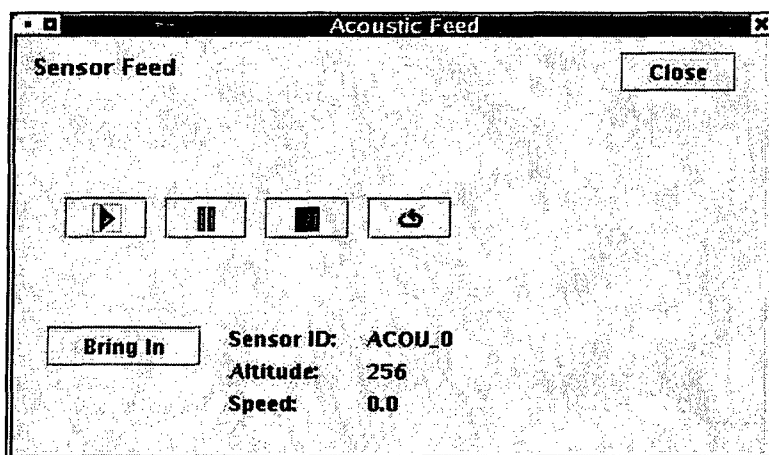 Acoustic Feed
Sensor Feed
Close
Bring In
Sensor ID: ACOU_0
Altitude: 256
Speed: 0.0